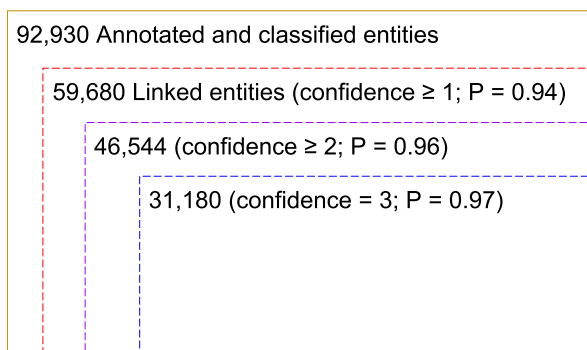 92,930 Annotated and classified entities
59,680 Linked entities (confidence ≥ 1; P = 0.94)
46,544 (confidence ≥ 2; P = 0.96)
31,180 (confidence = 3; P = 0.97)